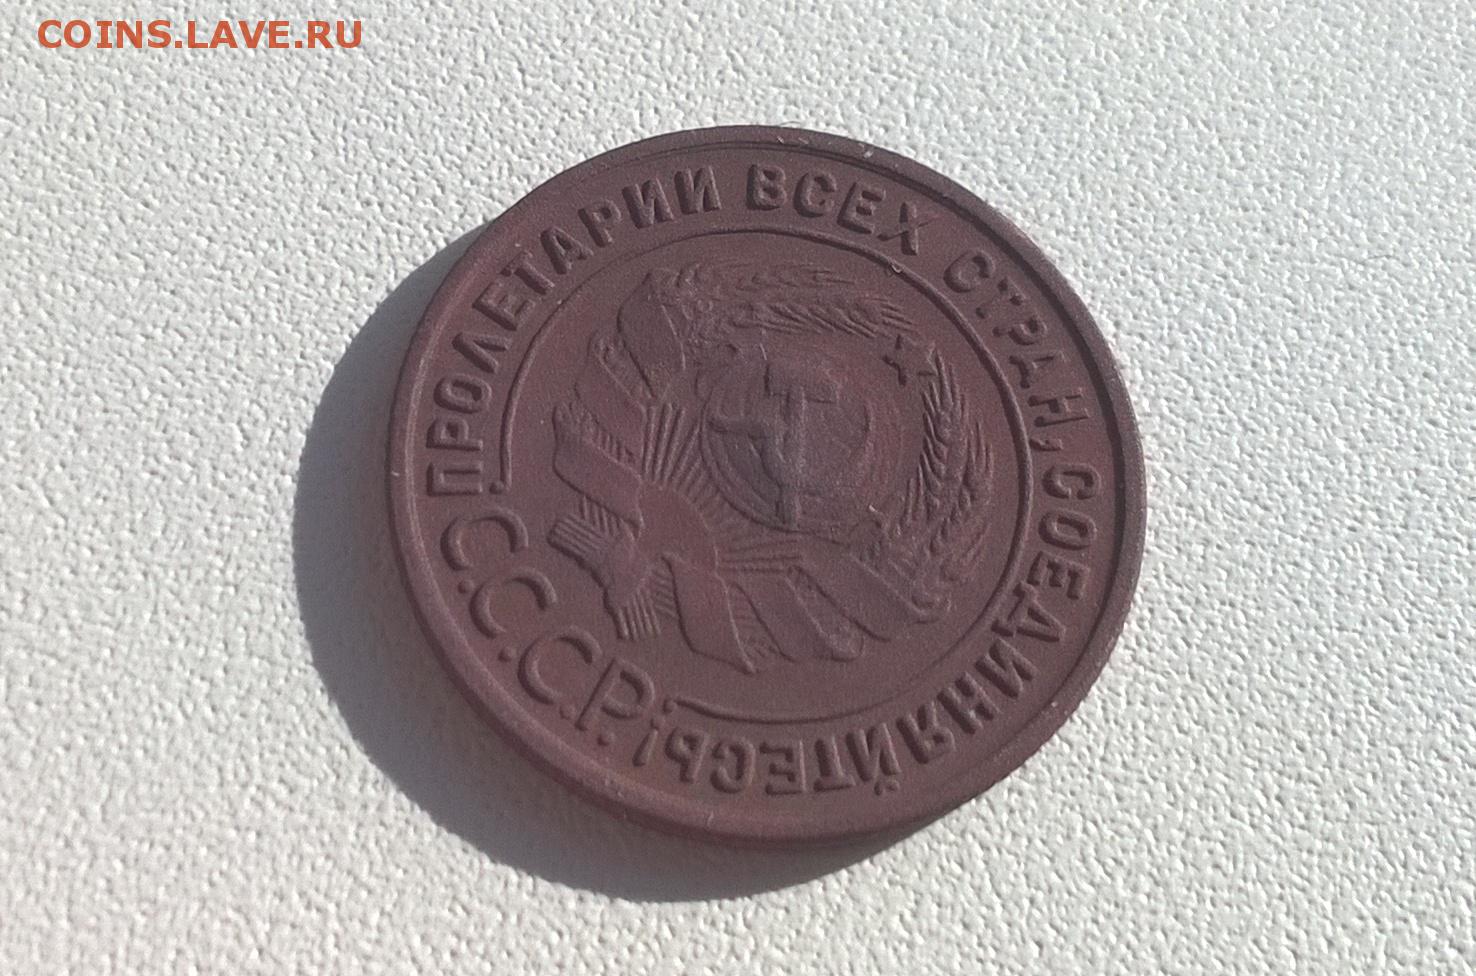 COINS.LAVE.RU
ПРОЛЕТАРИИ ВСЕХ СТРАН, СОЕДИНЯЙТЕСЬ!
С.С.С.Р.